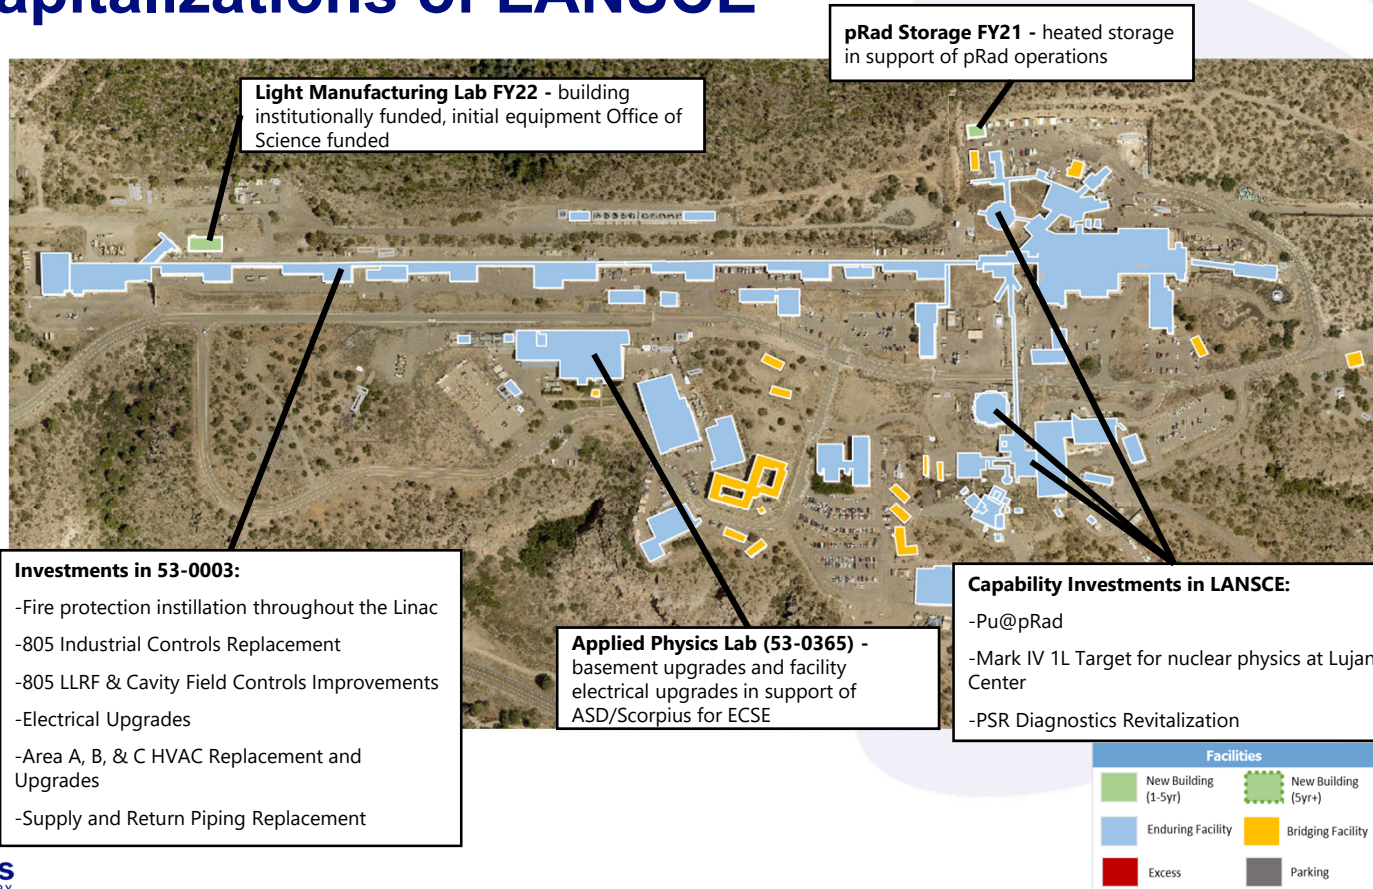 apitalizations of LANSCE
pRad Storage FY21 - heated storage
in support of pRad operations
Light Manufacturing Lab FY22 - building
institutionally funded, initial equipment Office of
Science funded
Investments in 53-0003:
-Fire protection instillation throughout the Linac
-805 Industrial Controls Replacement
-805 LLRF & Cavity Field Controls Improvements
-Electrical Upgrades
-Area A, B, & C HVAC Replacement and
Upgrades
-Supply and Return Piping Replacement
Applied Physics Lab (53-0365) -
basement upgrades and facility
electrical upgrades in support of
ASD/Scorpius for ECSE
Capability Investments in LANSCE:
-Pu@pRad
-Mark IV 1L Target for nuclear physics at Lujan
Center
-PSR Diagnostics Revitalization
Facilities
New Building
(1-5yr)
New Building
(5yr+)
Enduring Facility
Bridging Facility
Excess
Parking
s